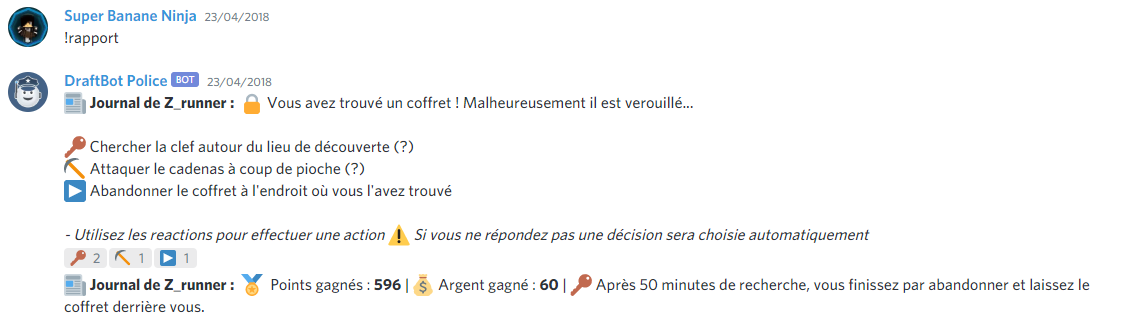 Super Banane Ninja 23/04/2018
!rapport
DraftBot Police BOT 23/04/2018
Journal de Z_runner : Vous avez trouvé un coffret ! Malheureusement il est verouillé...
Chercher la clef autour du lieu de découverte (?)
Attaquer le cadenas à coup de pioche (?)
Abandonner le coffret à l'endroit où vous l'avez trouvé
- Utilisez les reactions pour effectuer une action ⚠ Si vous ne répondez pas une décision sera choisie automatiquement
2 1 1
Journal de Z_runner : Points gagnés : 596 | Argent gagné : 60 | Après 50 minutes de recherche, vous finissez par abandonner et laissez le
coffret derrière vous.